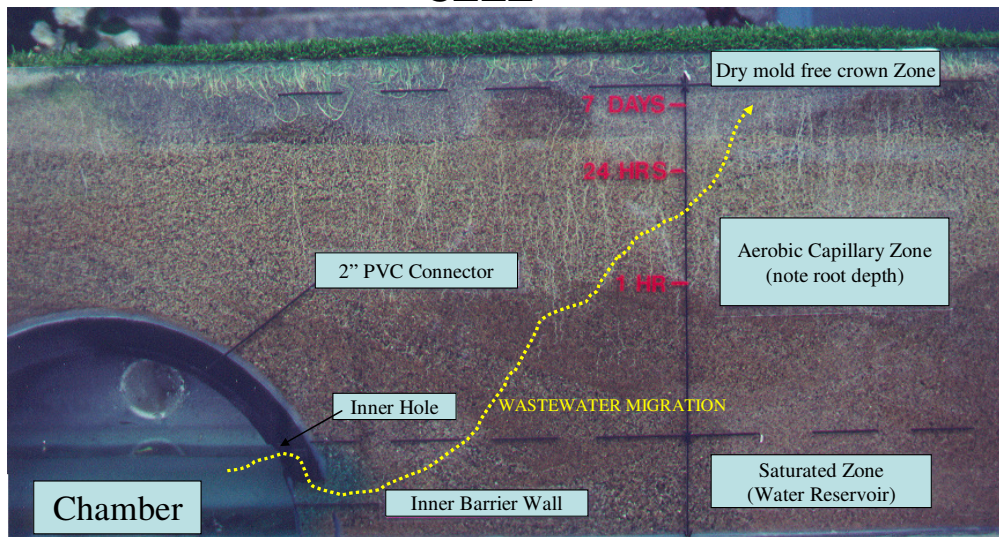 Dry mold free crown Zone
7 DAYS
24 HRS
Aerobic Capillary Zone
(note root depth)
2” PVC Connector
1 HR
Inner Hole
WASTEWATER MIGRATION
Saturated Zone
(Water Reservoir)
Inner Barrier Wall
Chamber